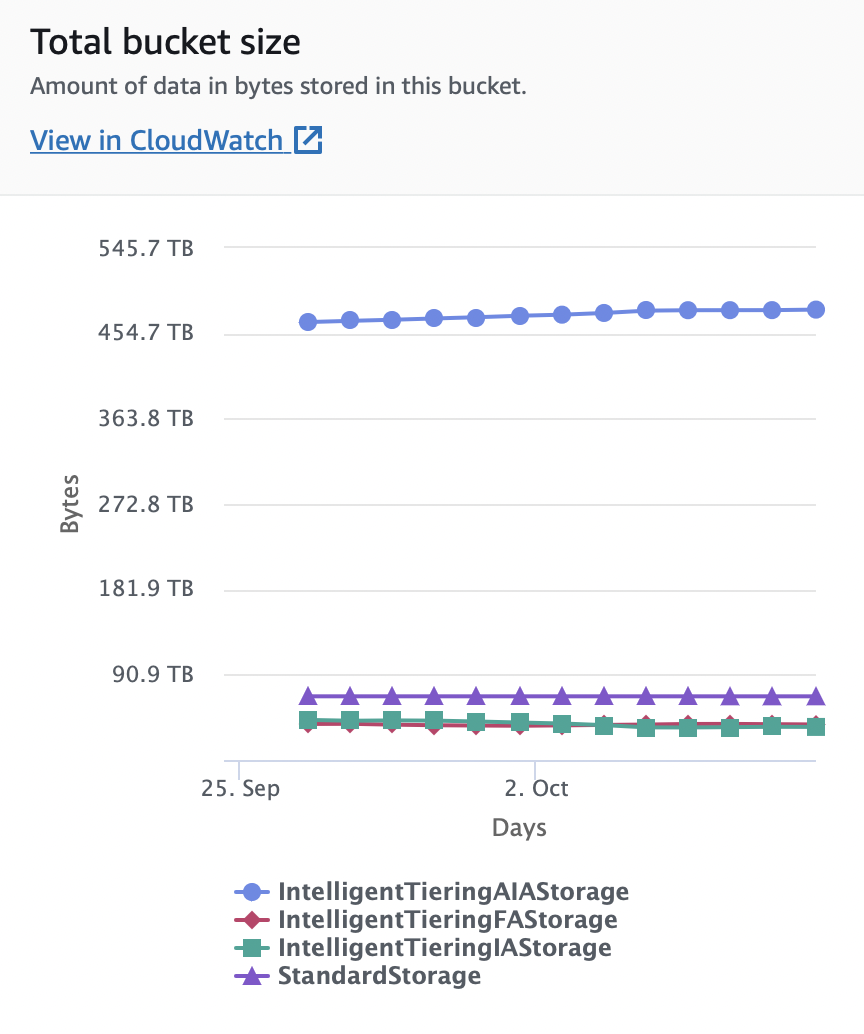 Total bucket size
Amount of data in bytes stored in this bucket.
View in CloudWatch
545.7 TB
454.7 TB
363.8 TB
272.8 TB
181.9 TB
90.9 TB
Bytes
25. Sep
2. Oct
Days
IntelligentTieringAIAStorage
IntelligentTieringFAStorage
IntelligentTieringIAStorage
StandardStorage